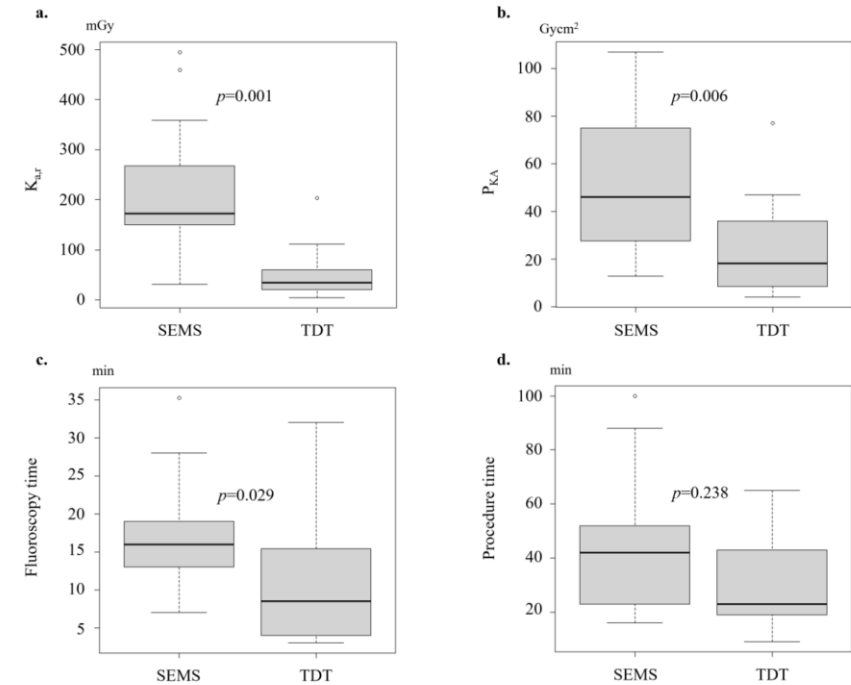 a.
mGy
500
400
300
200
100
0
K_a,r
p=0.001
SEMS TDT
b.
Gycm²
100
80
60
40
20
0
P_KA
p=0.006
SEMS TDT
c.
min
35
30
25
20
15
10
5
Fluoroscopy time
p=0.029
SEMS TDT
d.
min
100
80
60
40
20
Procedure time
p=0.238
SEMS TDT